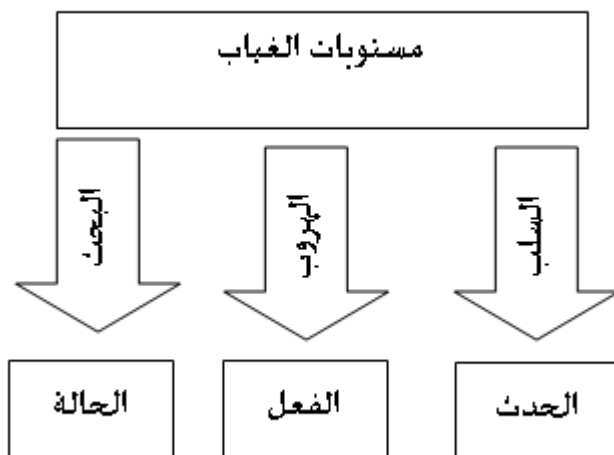 مستويات الغياب
السلب
الهروب
البحث
الحدث
الفعل
الحالة